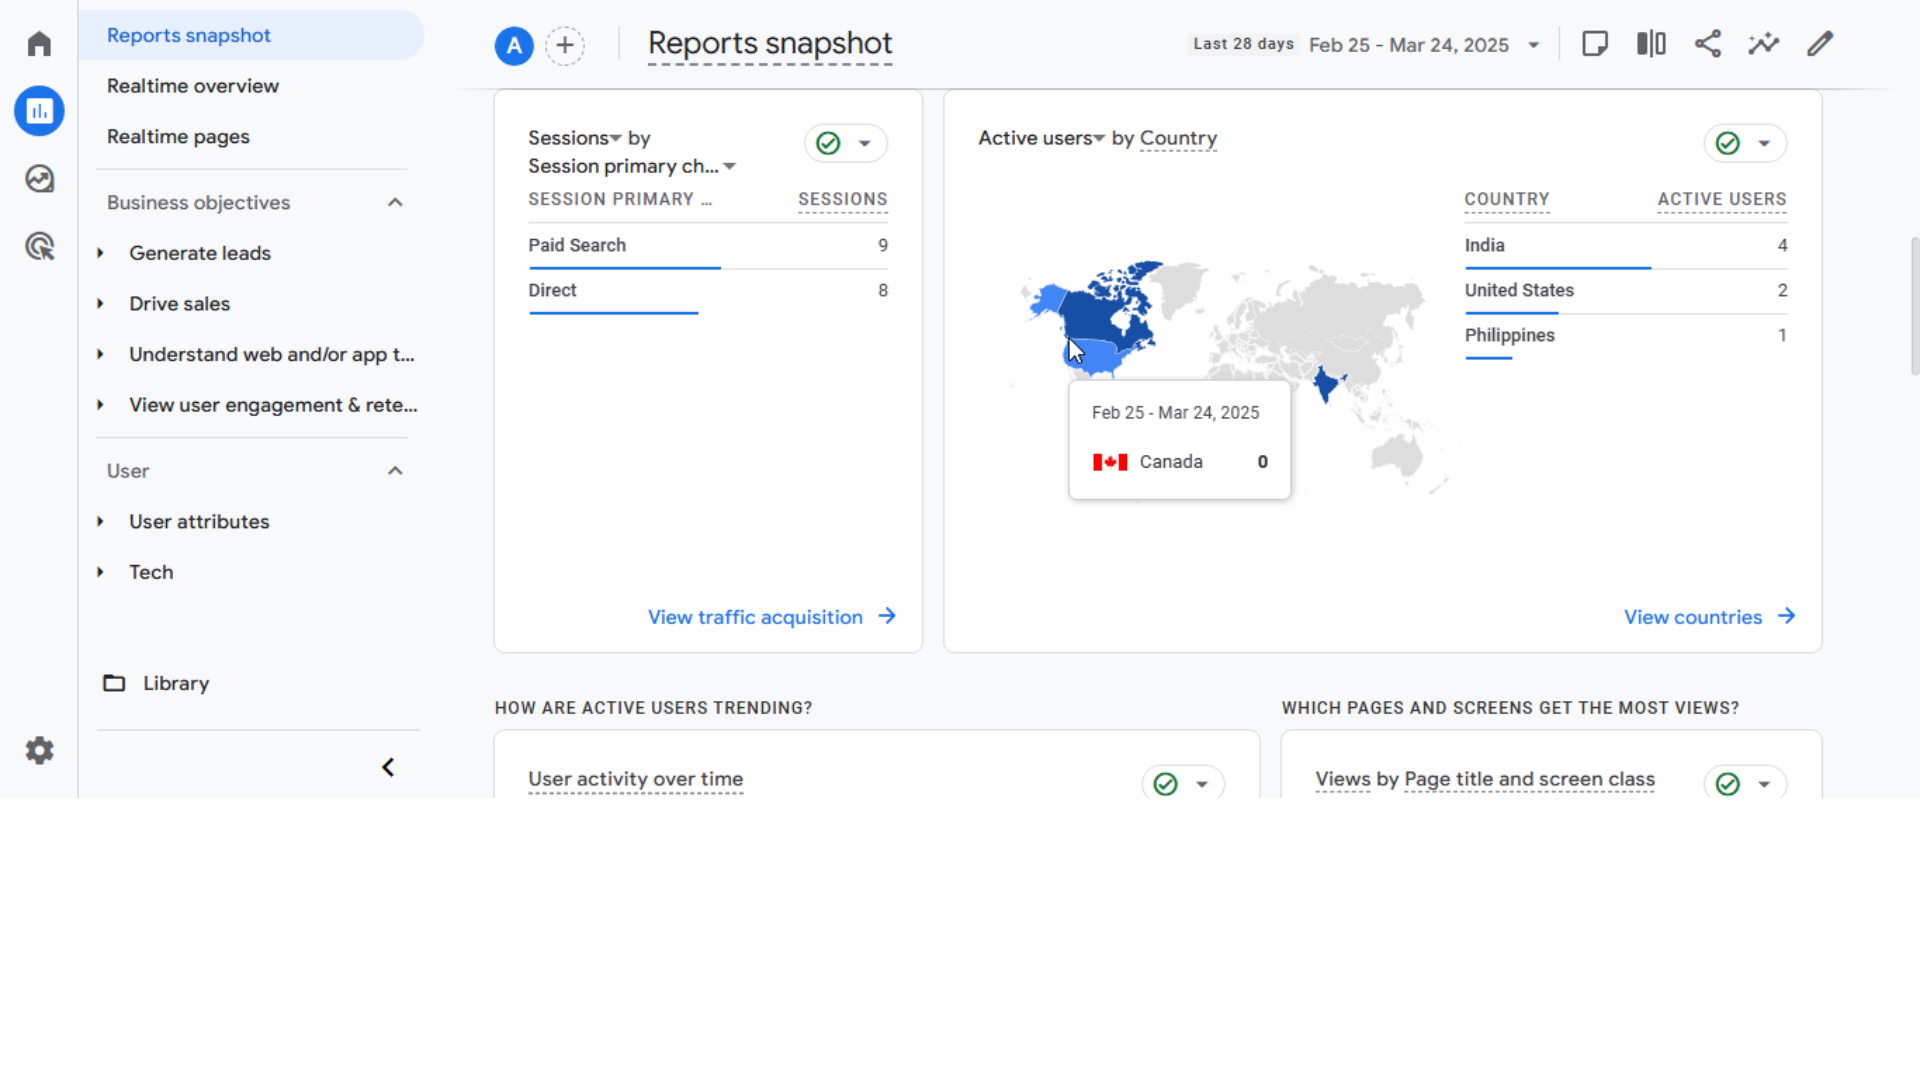 Reports snapshot
Realtime overview
Realtime pages
Business objectives
Generate leads
Drive sales
Understand web and/or app t...
View user engagement & rete...
User
User attributes
Tech
Library
A
Reports snapshot
Last 28 days Feb 25 - Mar 24, 2025
Sessions by
Session primary ch...
SESSION PRIMARY ... SESSIONS
Paid Search 9
Direct 8
View traffic acquisition
Active users by Country
COUNTRY ACTIVE USERS
India 4
United States 2
Philippines 1
Feb 25 - Mar 24, 2025
Canada 0
View countries
HOW ARE ACTIVE USERS TRENDING?
User activity over time
WHICH PAGES AND SCREENS GET THE MOST VIEWS?
Views by Page title and screen class